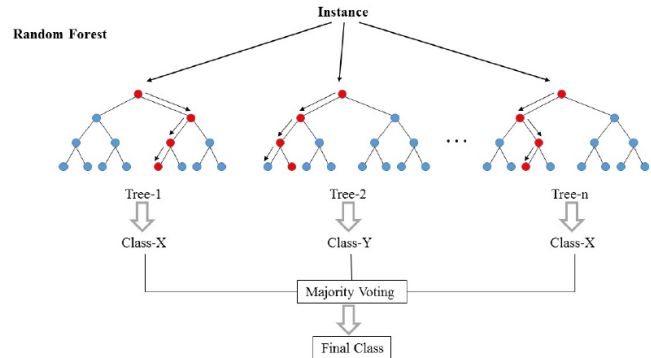 Instance
Random Forest
. . .
Tree-1 Tree-2 Tree-n
Class-X Class-Y Class-X
Majority Voting
Final Class